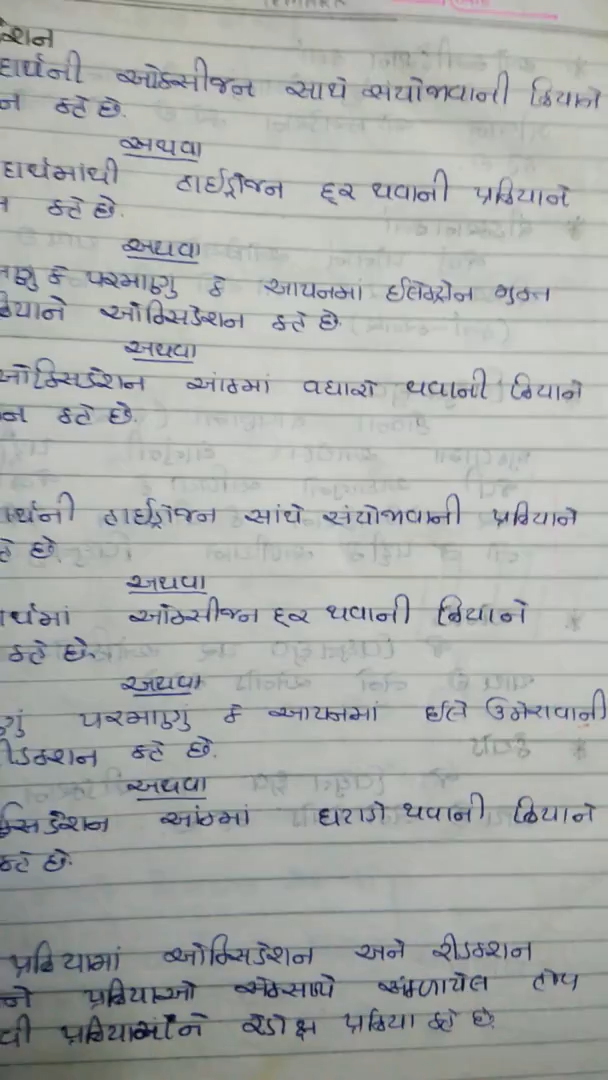 શન
દાર્થની ઓક્સીજન સાથે સંયોજાવાની ક્રિયાને
ન કહે છે.
અથવા
દાર્થમાંથી હાઈડ્રોજન દૂર થવાની પ્રક્રિયાને
ન કહે છે.
અથવા
ણુ કે પરમાણુ કે આયનમાં ઈલેક્ટ્રોન મુક્ત
ક્રિયાને ઓક્સિડેશન કહે છે.
અથવા
ઓક્સિડેશન આંકમાં વધારો થવાની ક્રિયાને
ન કહે છે.
ર્થની હાઈડ્રોજન સાથે સંયોજાવાની પ્રક્રિયાને
હે છે.
અથવા
ાર્થમાં ઓક્સીજન દૂર થવાની ક્રિયાને
કહે છે.
અથવા
ણું પરમાણું કે આયનમાં ઈલે ઉમેરાવાની
ીડક્શન કહે છે.
અથવા
ક્સિડેશન આંકમાં ઘટાડો થવાની ક્રિયાને
કહે છે.
પ્રક્રિયામાં ઓક્સિડેશન અને રીડક્શન
ને પ્રક્રિયાઓ એકસાથે સંકળાયેલ હોય
વી પ્રક્રિયાઓને રેડોક્ષ પ્રક્રિયા કહે છે.